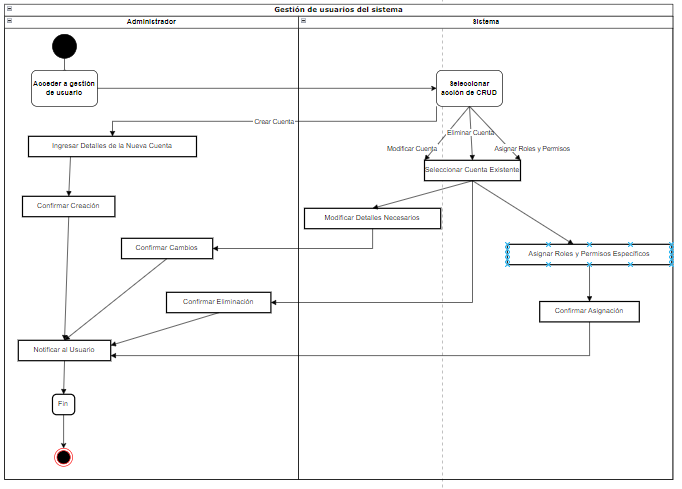 Gestión de usuarios del sistema
Administrador
Sistema
Acceder a gestión
de usuario
Seleccionar
acción de CRUD
Crear Cuenta
Eliminar Cuenta
Modificar Cuenta
Asignar Roles y Permisos
Ingresar Detalles de la Nueva Cuenta
Seleccionar Cuenta Existente
Confirmar Creación
Modificar Detalles Necesarios
Confirmar Cambios
Asignar Roles y Permisos Específicos
Confirmar Eliminación
Confirmar Asignación
Notificar al Usuario
Fin